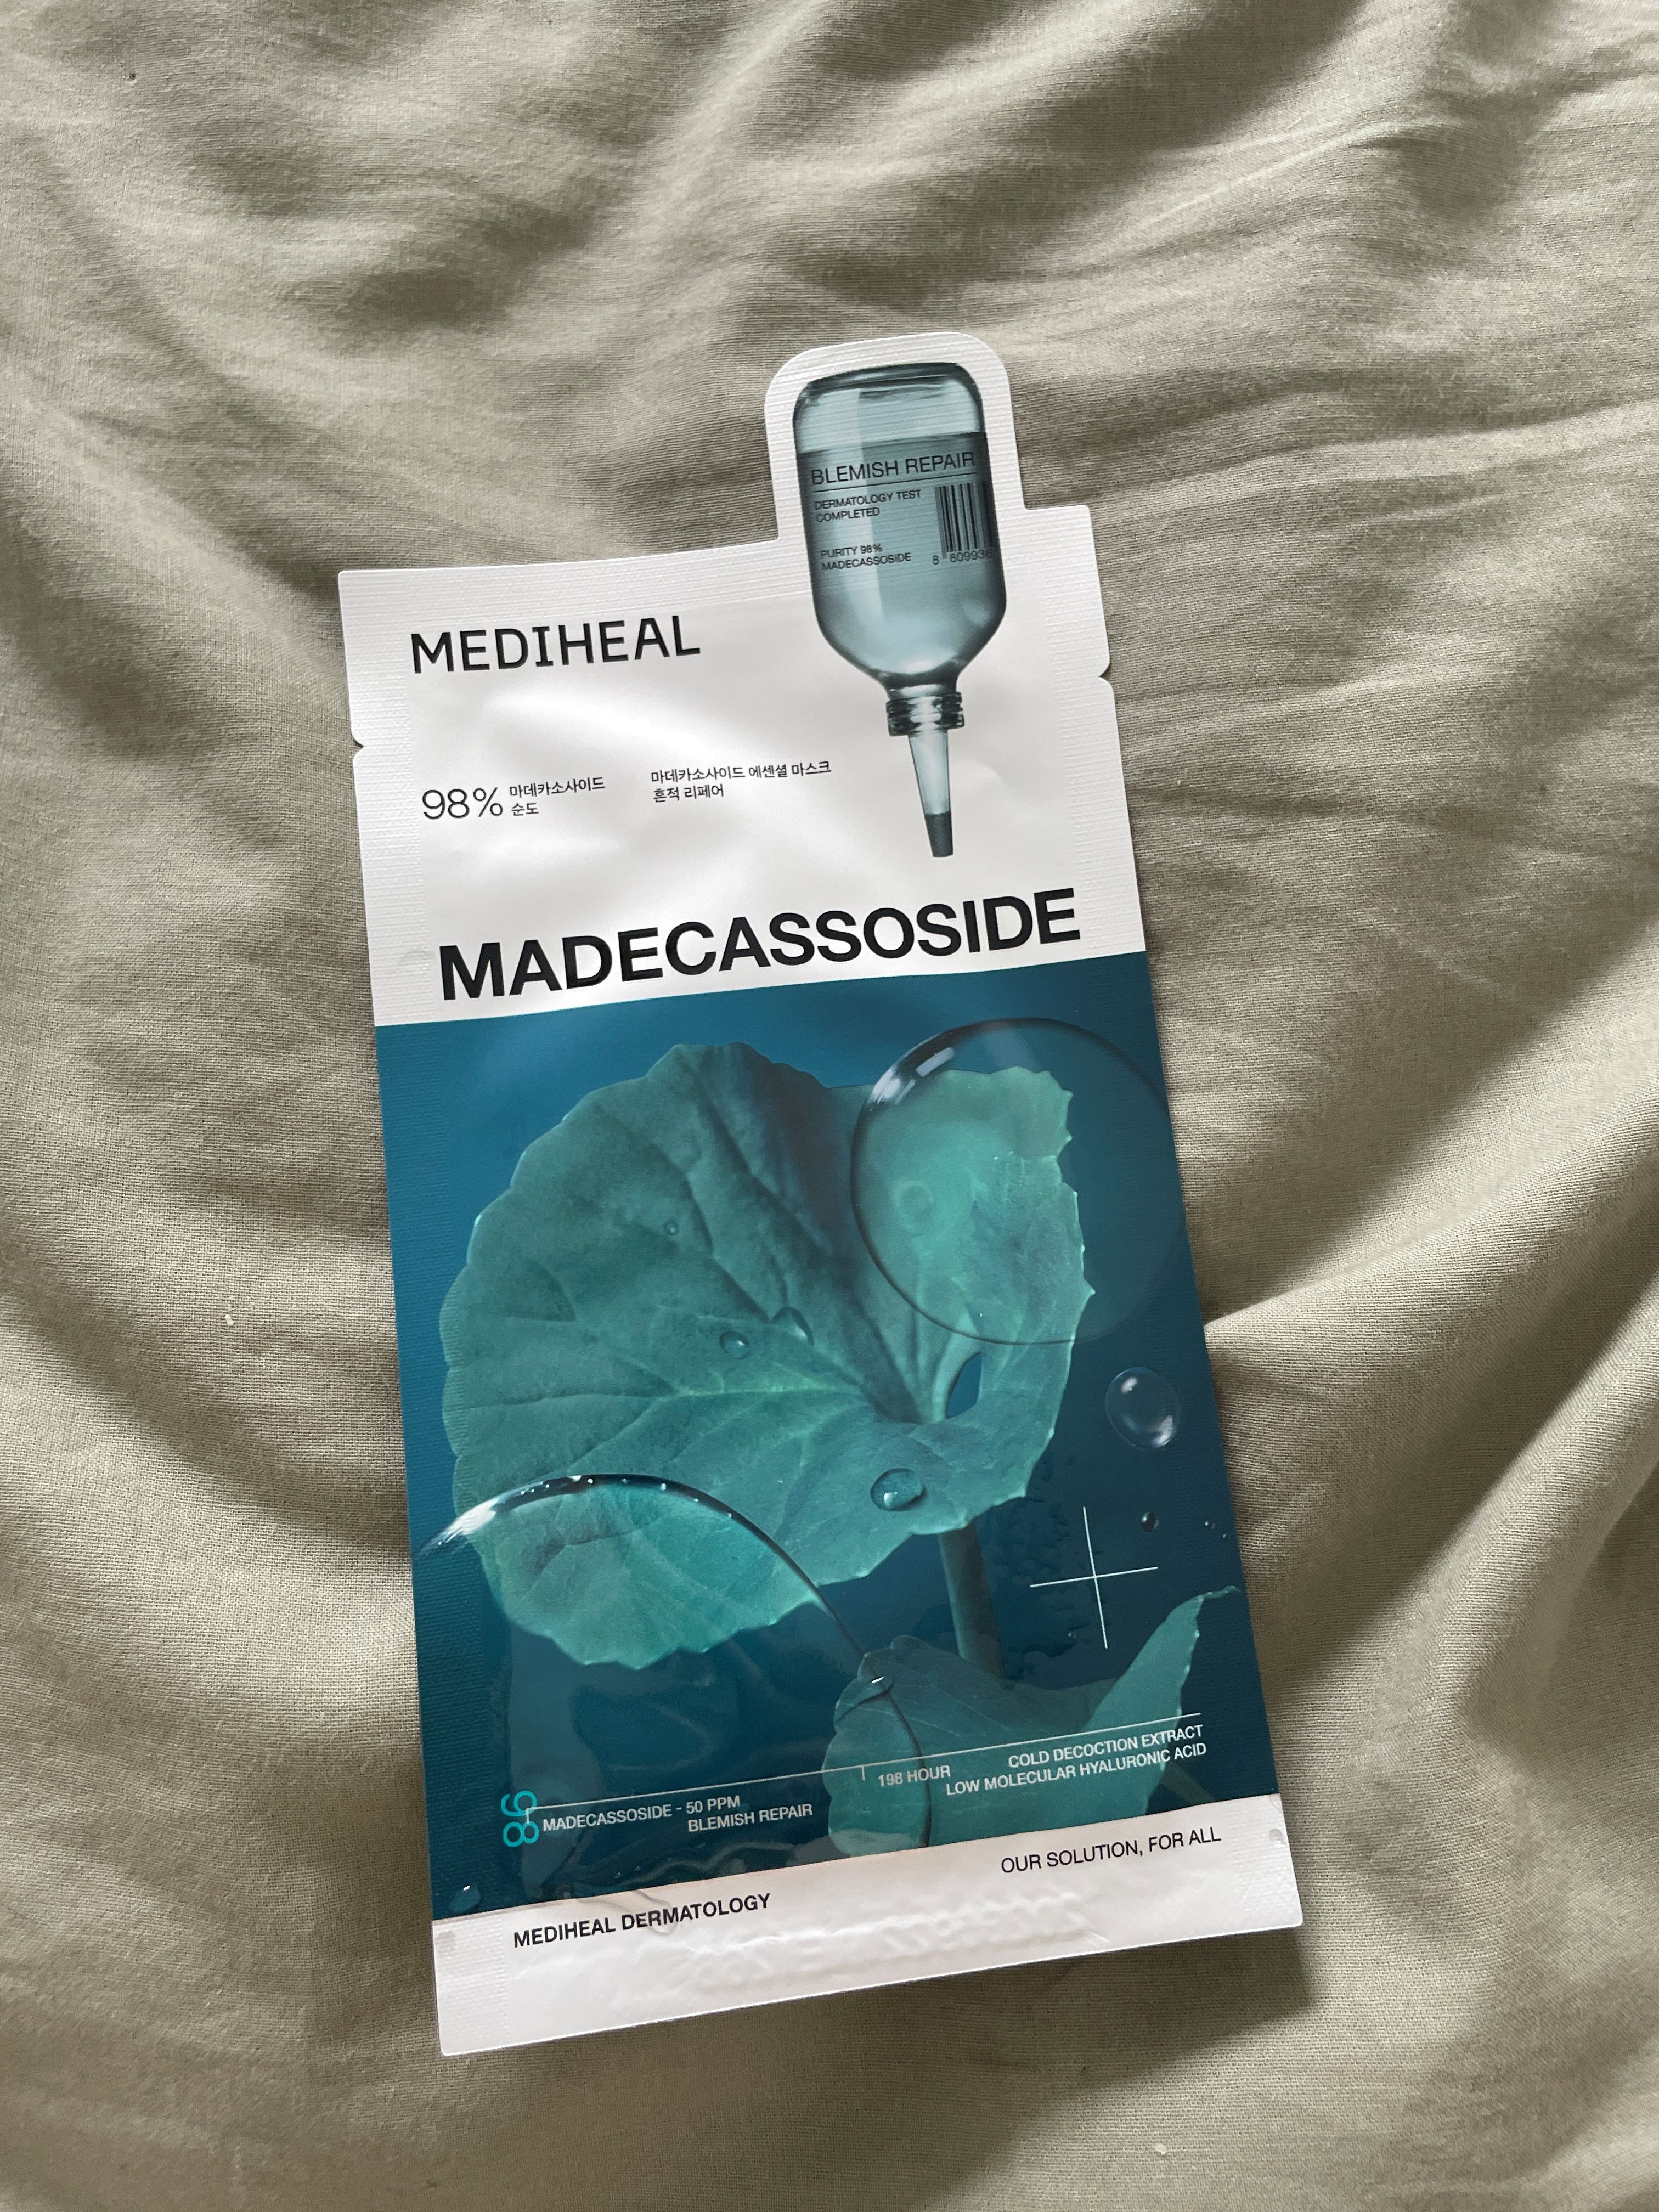 BLEMISH REPAIR
DERMATOLOGY TEST
COMPLETED
PURITY 98%
MADECASSOSIDE
8 809936
MEDIHEAL
98% 마데카소사이드
순도
마데카소사이드 에센셜 마스크
흔적 리페어
MADECASSOSIDE
98
MADECASSOSIDE - 50 PPM
BLEMISH REPAIR
198 HOUR
COLD DECOCTION EXTRACT
LOW MOLECULAR HYALURONIC ACID
MEDIHEAL DERMATOLOGY
OUR SOLUTION, FOR ALL